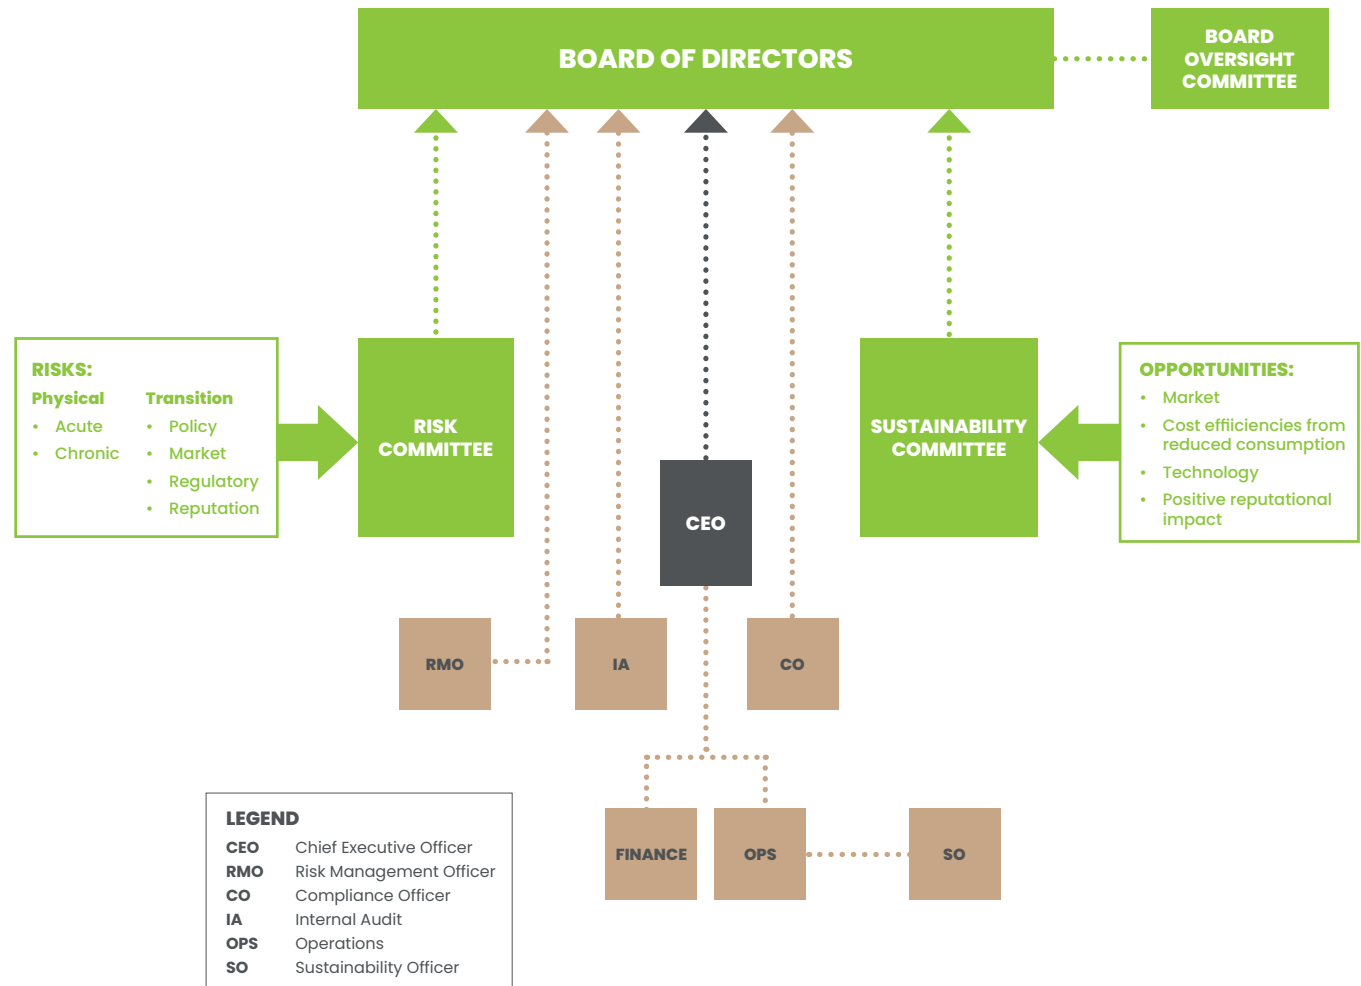 BOARD OF DIRECTORS
BOARD
OVERSIGHT
COMMITTEE
RISKS:
Physical
• Acute
• Chronic
Transition
• Policy
• Market
• Regulatory
• Reputation
RISK
COMMITTEE
SUSTAINABILITY
COMMITTEE
OPPORTUNITIES:
• Market
• Cost effiiciencies from
reduced consumption
• Technology
• Positive reputational
impact
CEO
RMO
IA
CO
FINANCE
OPS
SO
LEGEND
CEO Chief Executive Officer
RMO Risk Management Officer
CO Compliance Officer
IA Internal Audit
OPS Operations
SO Sustainability Officer